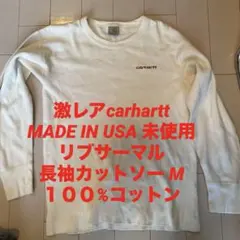 carhartt
激レアcarhartt
MADE IN USA 未使用
リブサーマル
長袖カットソー M
１００%コットン